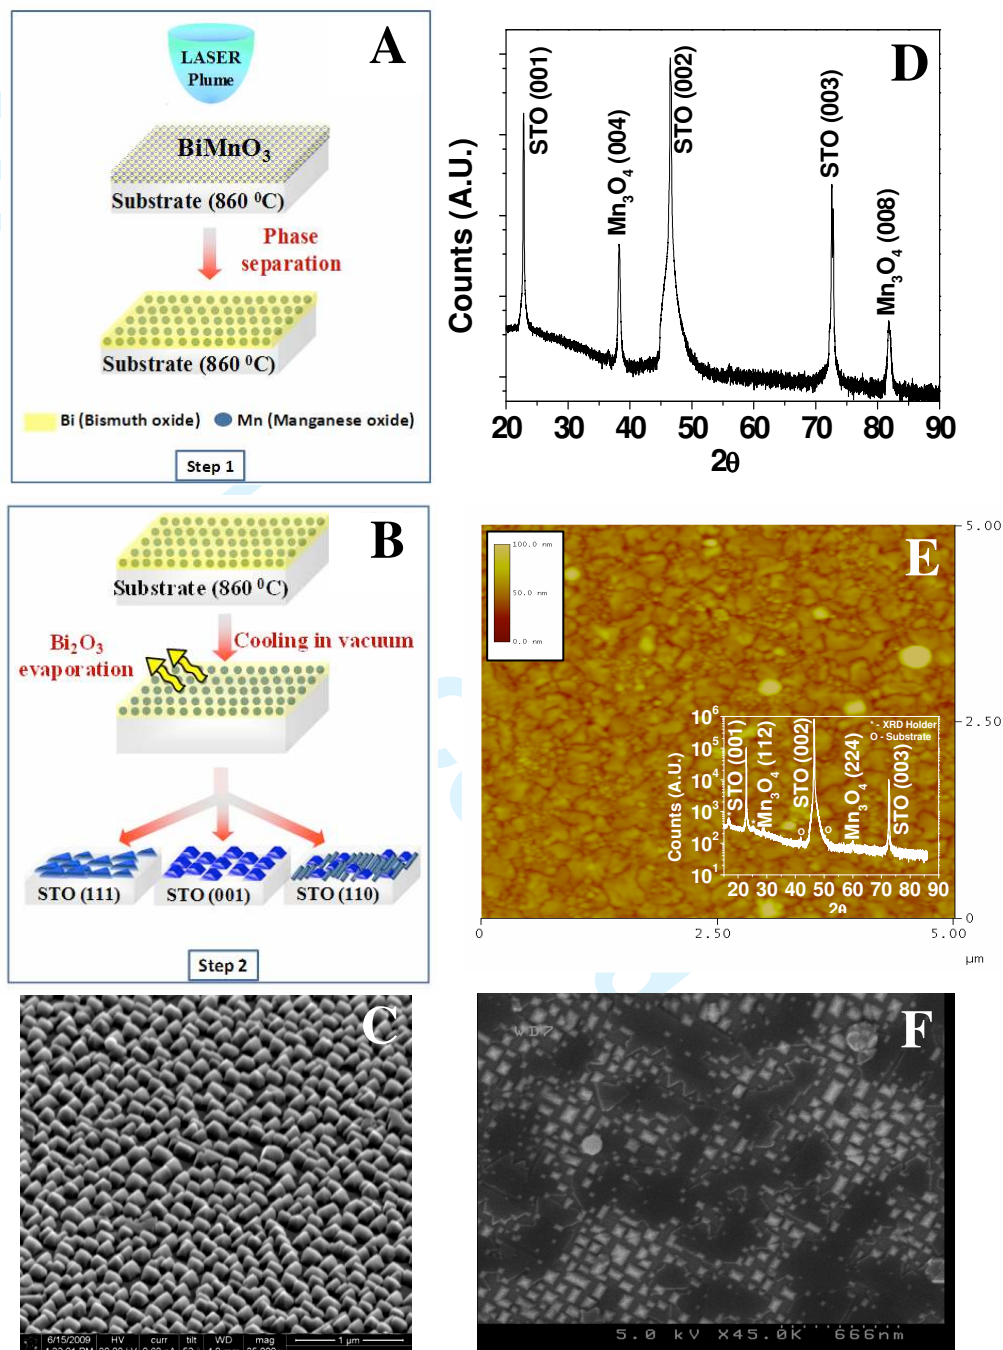 A
LASER
Plume
BiMnO3
Substrate (860 ⁰C)
Phase
separation
Substrate (860 ⁰C)
Bi (Bismuth oxide)
Mn (Manganese oxide)
Step 1
B
Substrate (860 ⁰C)
Bi2O3
evaporation
Cooling in vacuum
STO (111)
STO (001)
STO (110)
Step 2
C
6/15/2009
HV
curr
tilt
WD
mag
1 µm
D
Counts (A.U.)
STO (001)
Mn3O4 (004)
STO (002)
STO (003)
Mn3O4 (008)
20 30 40 50 60 70 80 90
2θ
E
100.0 nm
50.0 nm
0.0 nm
5.00
2.50
0
0
2.50
5.00
µm
Counts (A.U.)
10^6
10^5
10^4
10^3
10^2
10^1
STO (001)
Mn3O4 (112)
STO (002)
Mn3O4 (224)
STO (003)
* - XRD Holder
O - Substrate
20 30 40 50 60 70 80 90
2θ
F
WD7
5.0 kV X45.0K 666nm